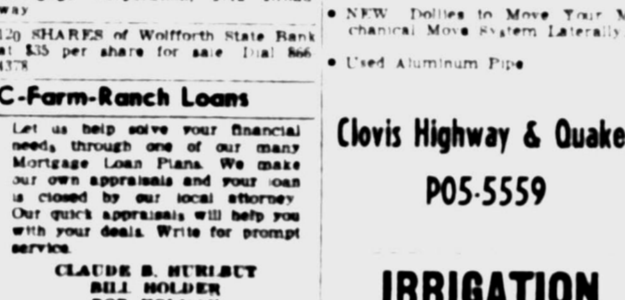 way
120 SHARES of Wolfforth State Bank
at $35 per share for sale Dial 866
4378
C-Farm-Ranch Loans
Let us help solve your financial
needs through one of our many
Mortgage Loan Plans. We make
our own appraisals and your loan
is closed by our local attorney
Our quick appraisals will help you
with your deals. Write for prompt
service.
CLAUDE B. HURLBUT
BILL HOLDER
• NEW Dollies to Move Your M
chanical Move System Laterally
• Used Aluminum Pipe
Clovis Highway & Quake
PO5-5559
IRRIGATION